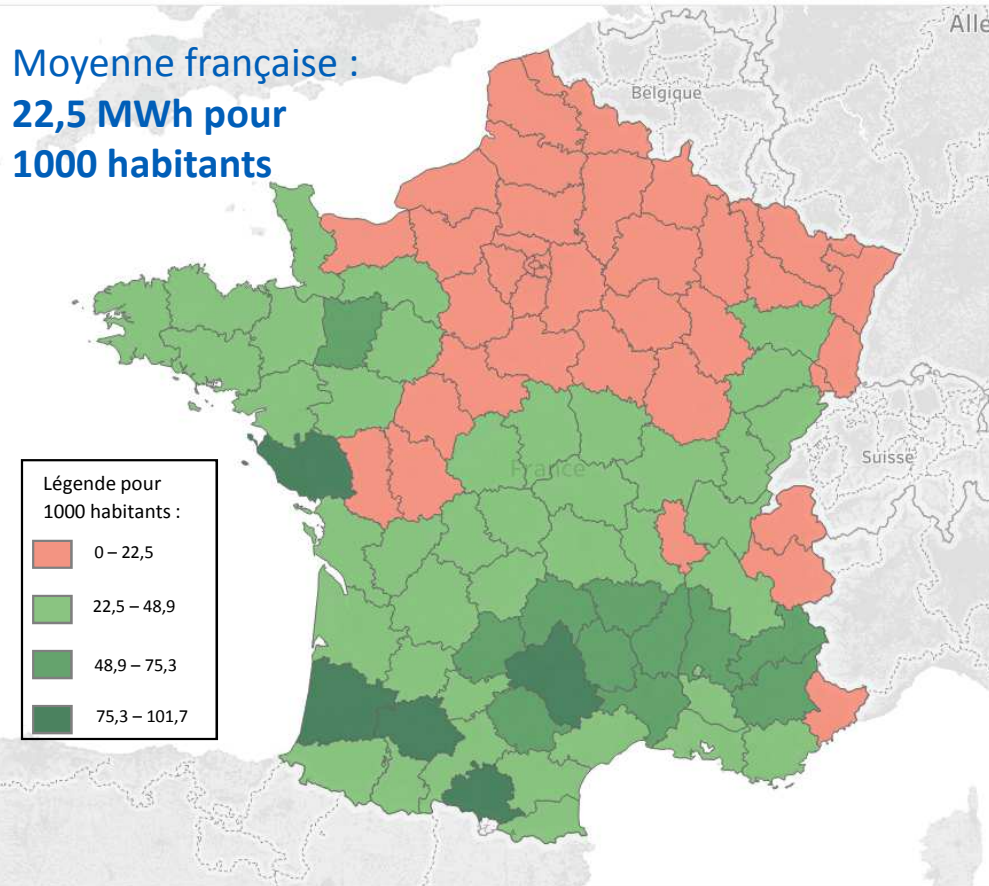 Moyenne française :
22,5 MWh pour
1000 habitants
Alle
Belgique
France
Suisse
Légende pour
1000 habitants :
0 – 22,5
22,5 – 48,9
48,9 – 75,3
75,3 – 101,7